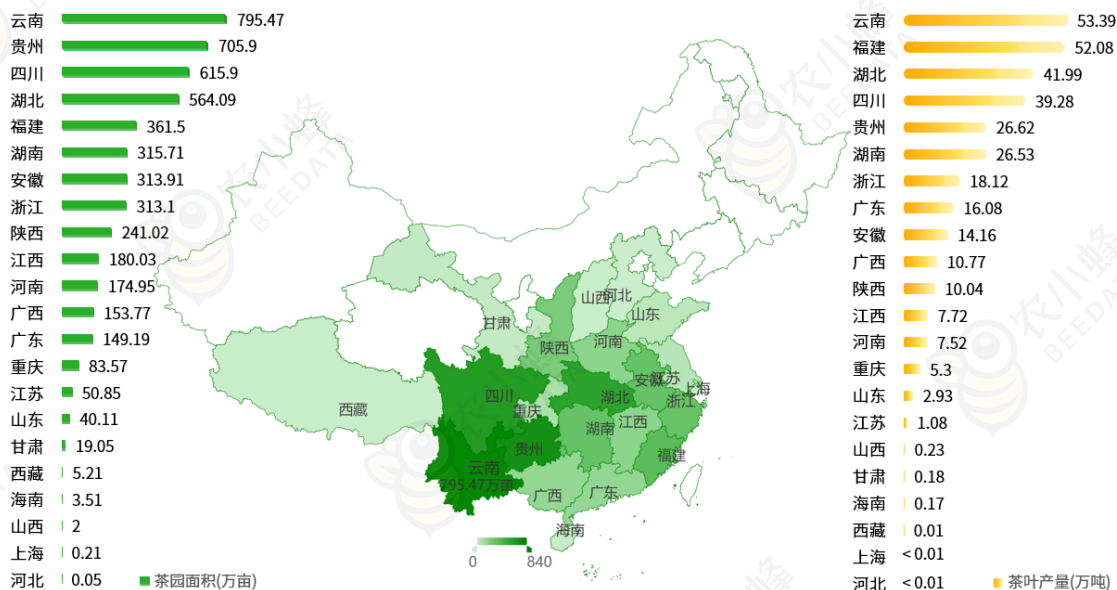 云南 795.47
贵州 705.9
四川 615.9
湖北 564.09
福建 361.5
湖南 315.71
安徽 313.91
浙江 313.1
陕西 241.02
江西 180.03
河南 174.95
广西 153.77
广东 149.19
重庆 83.57
江苏 50.85
山东 40.11
甘肃 19.05
西藏 5.21
海南 3.51
山西 2
上海 0.21
河北 0.05
茶园面积(万亩)
山西
河北
山东
甘肃
陕西
河南
安徽
江苏
上海
四川
湖北
浙江
西藏
重庆
湖南
江西
贵州
福建
云南
795.47万亩
广西
广东
海南
0 840
云南 53.39
福建 52.08
湖北 41.99
四川 39.28
贵州 26.62
湖南 26.53
浙江 18.12
广东 16.08
安徽 14.16
广西 10.77
陕西 10.04
江西 7.72
河南 7.52
重庆 5.3
山东 2.93
江苏 1.08
山西 0.23
甘肃 0.18
海南 0.17
西藏 0.01
上海 <0.01
河北 <0.01
茶叶产量(万吨)
农小蜂
BEEDATA
农小蜂
BEEDATA
农小蜂
BEEDATA